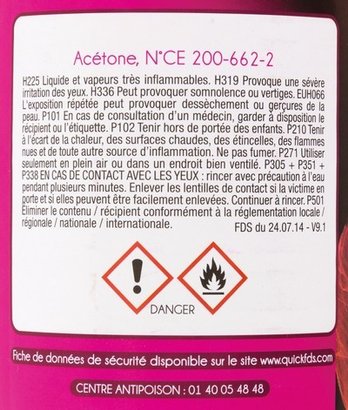 Acétone, N°CE 200-662-2
H225 Liquide et vapeurs très inflammables. H319 Provoque une sévère
irritation des yeux. H336 Peut provoquer somnolence ou vertiges. EUH066
L'exposition répétée peut provoquer dessèchement ou gerçures de la
peau. P101 En cas de consultation d'un médecin, garder à disposition le
récipient ou l'étiquette. P102 Tenir hors de portée des enfants. P210 Tenir
à l'écart de la chaleur, des surfaces chaudes, des étincelles, des flammes
nues et de toute autre source d'inflammation. Ne pas fumer. P271 Utiliser
seulement en plein air ou dans un endroit bien ventilé. P305 + P351 +
P338 EN CAS DE CONTACT AVEC LES YEUX : rincer avec précaution à l'eau
pendant plusieurs minutes. Enlever les lentilles de contact si la victime en
porte et si elles peuvent être facilement enlevées. Continuer à rincer. P501
Eliminer le contenu / récipient conformément à la réglementation locale /
régionale / nationale / internationale.
FDS du 24.07.14 - V9.1
DANGER
Fiche de données de sécurité disponible sur le site www.quickfds.com
CENTRE ANTIPOISON : 01 40 05 48 48